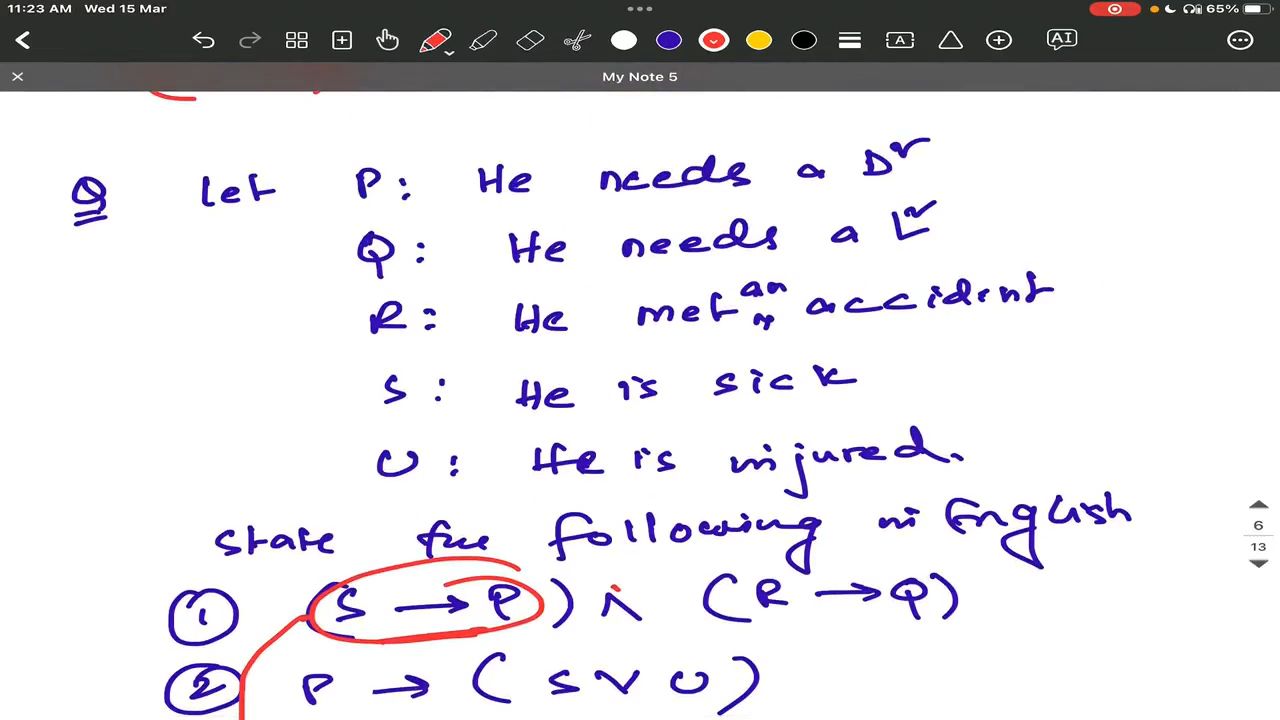 11:23 AM Wed 15 Mar
65%
A
AI
My Note 5
Q Let P: He needs a Dr
Q: He needs a Lr
R: He met an accident
S: He is sick
U: He is injured.
State the following in English
① (S → P) ∧ (R → Q)
② P → (S ∨ U)
6
13